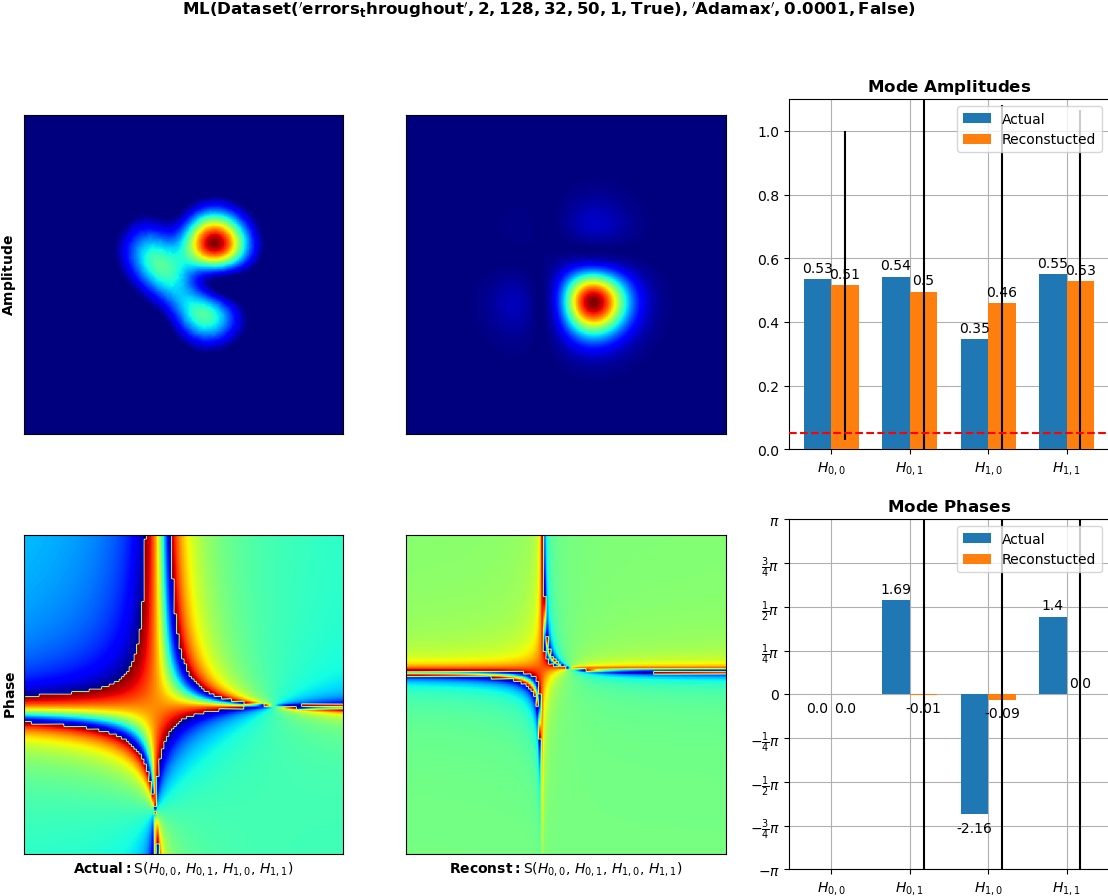 ML(Dataset('errors_throughout', 2, 128, 32, 50, 1, True), 'Adamax', 0.0001, False)
Amplitude
Mode Amplitudes
Actual
Reconstucted
1.0
0.8
0.6
0.4
0.2
0.0
0.53 0.51 0.54 0.5 0.35 0.46 0.55 0.53
H0,0 H0,1 H1,0 H1,1
Phase
Actual: S(H0,0, H0,1, H1,0, H1,1)
Reconst: S(H0,0, H0,1, H1,0, H1,1)
Mode Phases
Actual
Reconstucted
π
3/4π
1/2π
1/4π
0
−1/4π
−1/2π
−3/4π
−π
0.0 0.0 1.69 -0.01 -2.16 -0.09 1.4 0.0
H0,0 H0,1 H1,0 H1,1